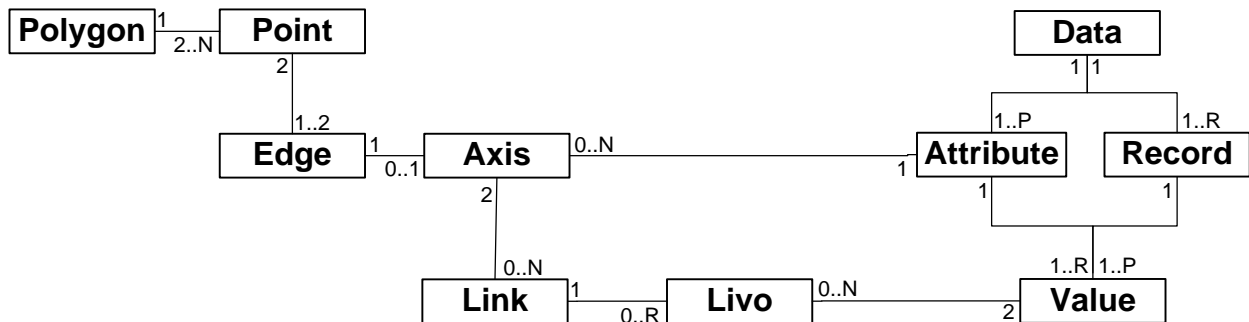 Polygon 1 Point Data
2..N
2 1 1
1..2 1..P 1..R
Edge 1 Axis 0..N Attribute Record
0..1 1
2 1 1
0..N 1..R 1..P
Link 1 Livo 0..N Value
0..R 2